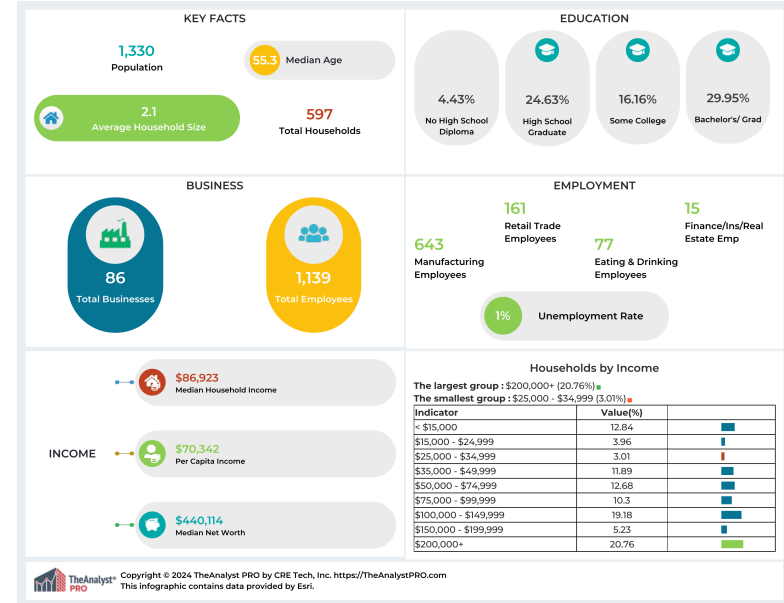 KEY FACTS
1,330
Population
55.3 Median Age
2.1
Average Household Size
597
Total Households
EDUCATION
4.43%
No High School
Diploma
24.63%
High School
Graduate
16.16%
Some College
29.95%
Bachelor's/ Grad
BUSINESS
86
Total Businesses
1,139
Total Employees
EMPLOYMENT
643
Manufacturing
Employees
161
Retail Trade
Employees
77
Eating & Drinking
Employees
15
Finance/Ins/Real
Estate Emp
1% Unemployment Rate
INCOME
$86,923
Median Household Income
$70,342
Per Capita Income
$440,114
Median Net Worth
Households by Income
The largest group : $200,000+ (20.76%)
The smallest group : $25,000 - $34,999 (3.01%)
Indicator Value(%)
< $15,000 12.84
$15,000 - $24,999 3.96
$25,000 - $34,999 3.01
$35,000 - $49,999 11.89
$50,000 - $74,999 12.68
$75,000 - $99,999 10.3
$100,000 - $149,999 19.18
$150,000 - $199,999 5.23
$200,000+ 20.76
TheAnalyst®
PRO
Copyright © 2024 TheAnalyst PRO by CRE Tech, Inc. https://TheAnalystPRO.com
This infographic contains data provided by Esri.